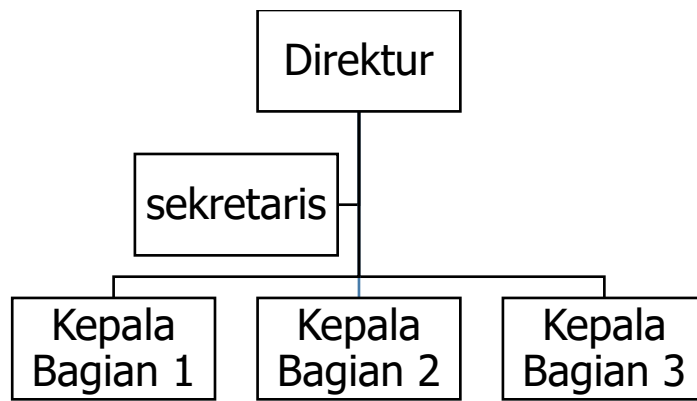 Direktur
sekretaris
Kepala
Bagian 1
Kepala
Bagian 2
Kepala
Bagian 3